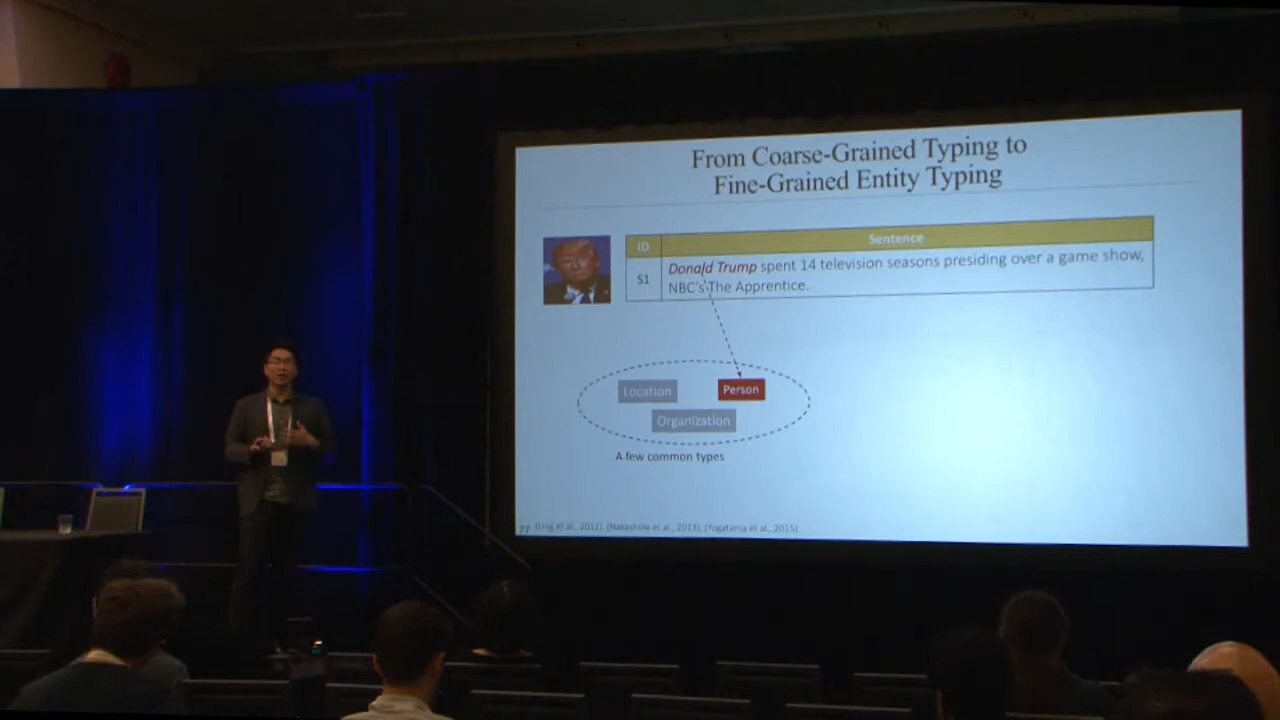 From Coarse-Grained Typing to
Fine-Grained Entity Typing
ID Sentence
S1 Donald Trump spent 14 television seasons presiding over a game show,
NBC's The Apprentice.
Location Person
Organization
A few common types
77 (Ling et al., 2012), (Nakashole et al., 2013), (Yogatama et al., 2015)